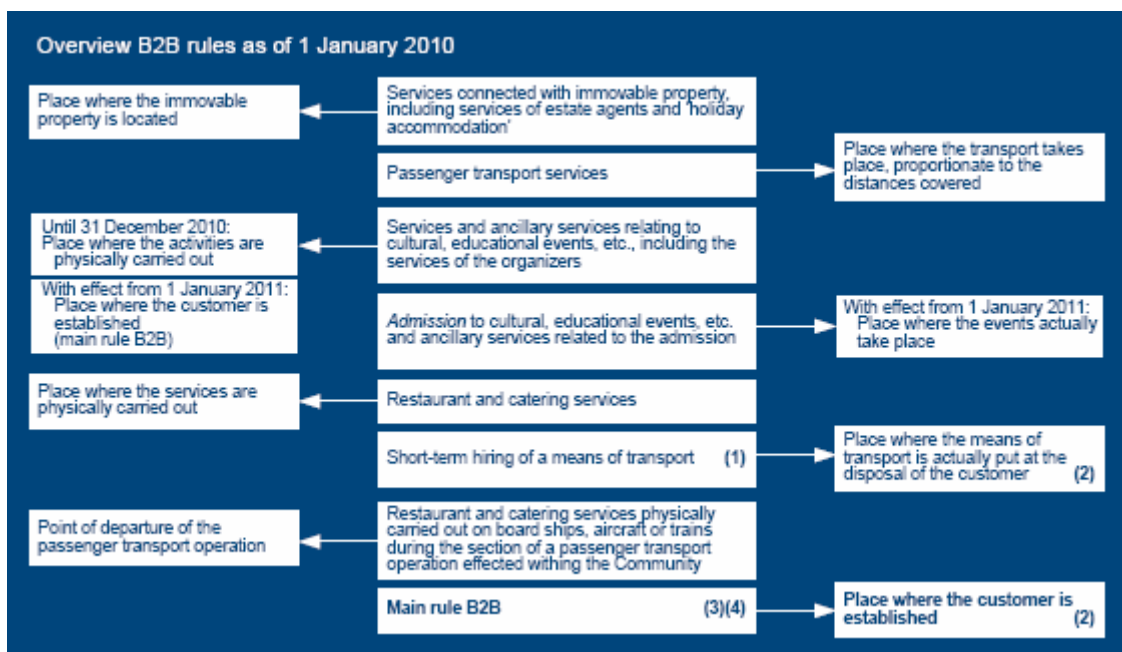 Overview B2B rules as of 1 January 2010
Place where the immovable
property is located
Services connected with immovable property,
including services of estate agents and 'holiday
accommodation'
Passenger transport services
Place where the transport takes
place, proportionate to the
distances covered
Until 31 December 2010:
Place where the activities are
physically carried out
Services and ancillary services relating to
cultural, educational events, etc., including the
services of the organizers
With effect from 1 January 2011:
Place where the customer is
established
(main rule B2B)
Admission to cultural, educational events, etc.
and ancillary services related to the admission
With effect from 1 January 2011:
Place where the events actually
take place
Place where the services are
physically carried out
Restaurant and catering services
Short-term hiring of a means of transport (1)
Place where the means of
transport is actually put at the
disposal of the customer (2)
Point of departure of the
passenger transport operation
Restaurant and catering services physically
carried out on board ships, aircraft of trains
during the section of a passenger transport
operation effected withing the Community
Main rule B2B (3)(4)
Place where the customer is
established (2)